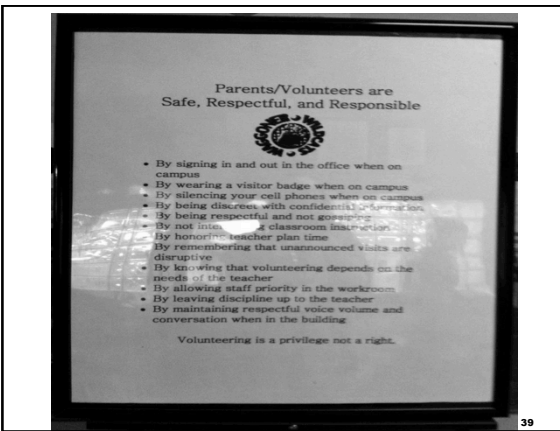 Parents/Volunteers are
Safe, Respectful, and Responsible
WAGGONER WILDCATS
• By signing in and out in the office when on
campus
• By wearing a visitor badge when on campus
• By silencing your cell phones when on campus
• By being discreet with confidential information
• By being respectful and not gossiping
• By not classroom instruction
By honoring teacher plan time
By remembering that unannounced visits are
disruptive
• By knowing that volunteering depends on the
needs of the teacher
• By allowing staff priority in the workroom
• By leaving discipline up to the teacher
• By maintaining respectful voice volume and
conversation when in the building
Volunteering is a privilege not a right.
39